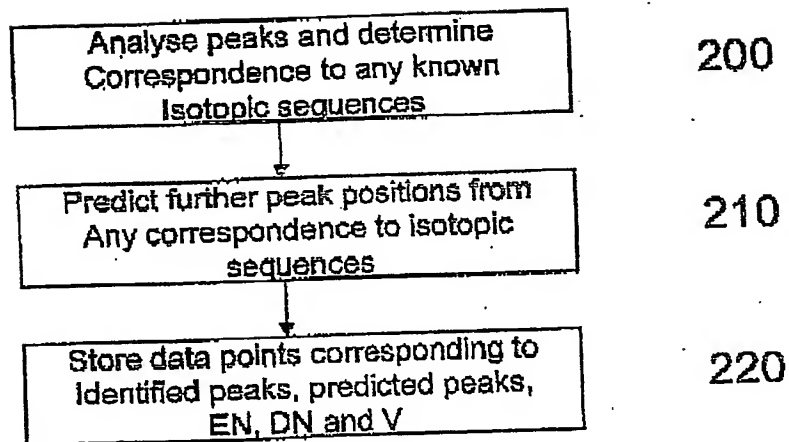 Analyse peaks and determine
Correspondence to any known
Isotopic sequences
200
Predict further peak positions from
Any correspondence to isotopic
sequences
210
Store data points corresponding to
Identified peaks, predicted peaks,
EN, DN and V
220